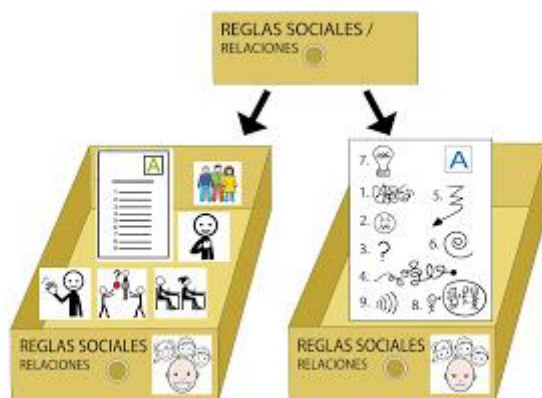 REGLAS SOCIALES /
RELACIONES
A
?
REGLAS SOCIALES
RELACIONES
7.
A
1.
5.
2.
3. ?
6.
4.
9.
8.
REGLAS SOCIALES
RELACIONES